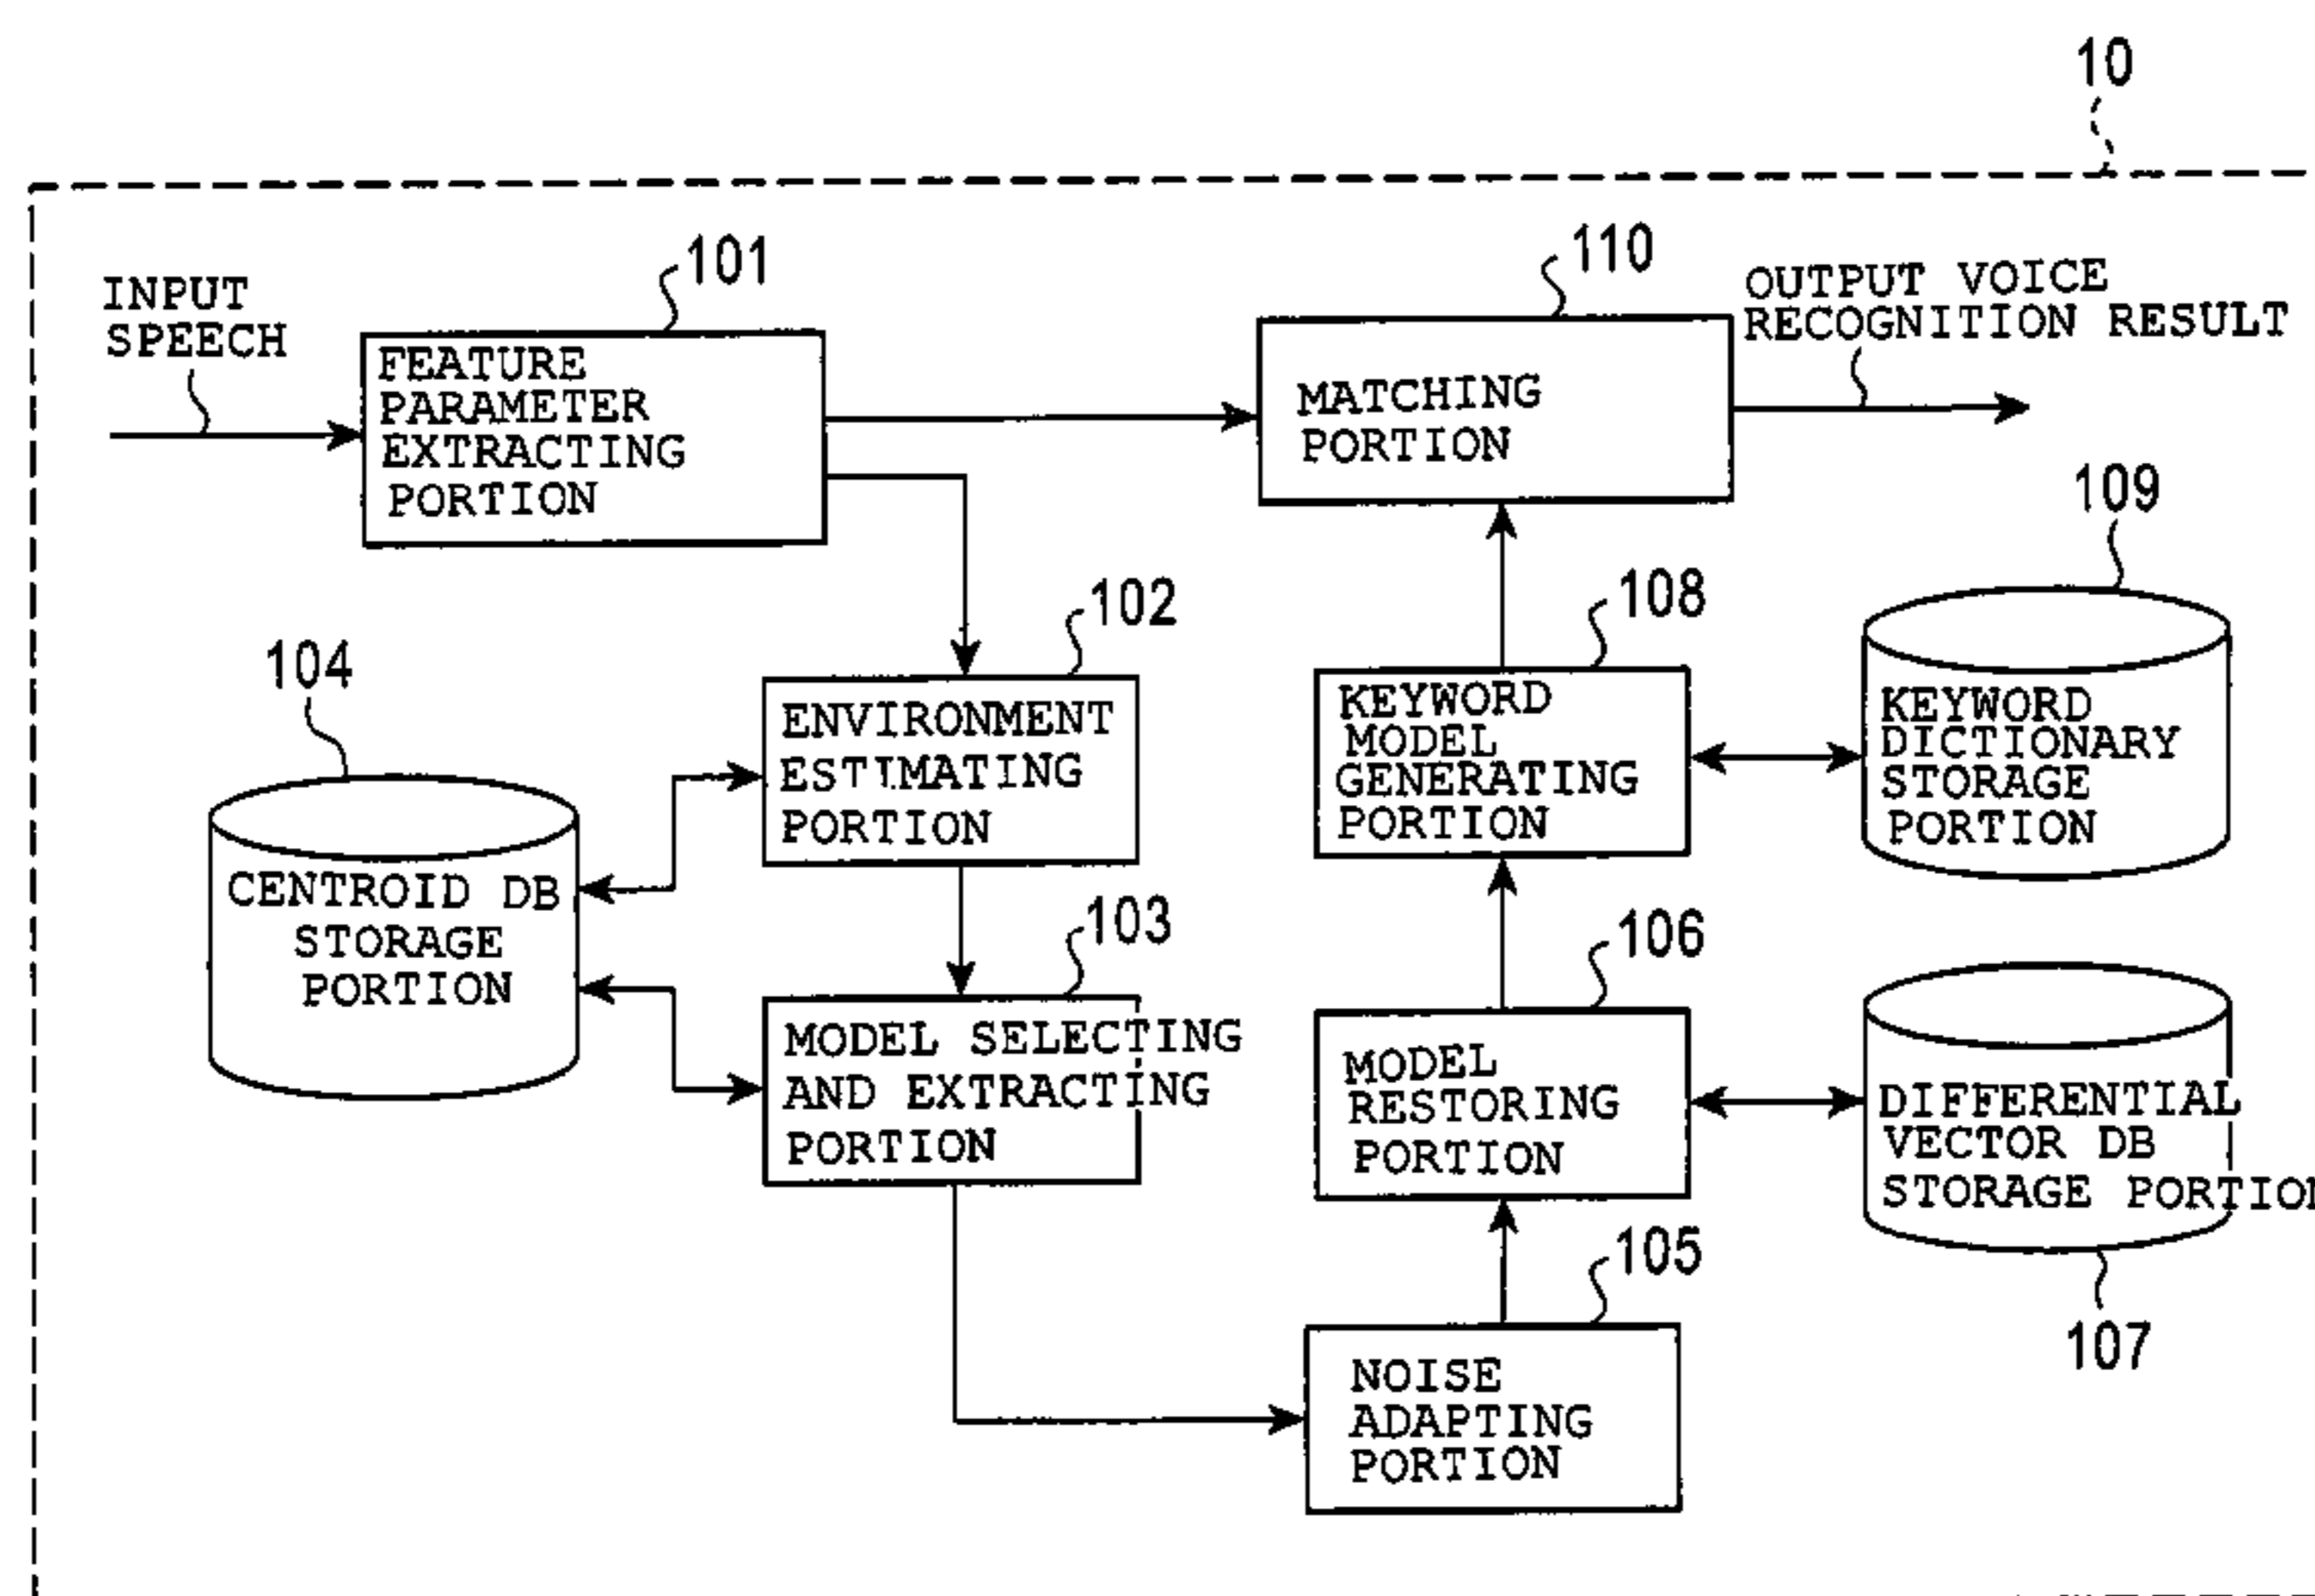 10
101
110
INPUT
SPEECH
OUTPUT VOICE
RECOGNITION RESULT
FEATURE
PARAMETER
EXTRACTING
PORTION
MATCHING
PORTION
109
102
108
104
ENVIRONMENT
ESTIMATING
PORTION
KEYWORD
MODEL
GENERATING
PORTION
KEYWORD
DICTIONARY
STORAGE
PORTION
CENTROID DB
STORAGE
PORTION
103
106
MODEL SELECTING
AND EXTRACTING
PORTION
MODEL
RESTORING
PORTION
DIFFERENTIAL
VECTOR DB
STORAGE PORTION
105
107
NOISE
ADAPTING
PORTION